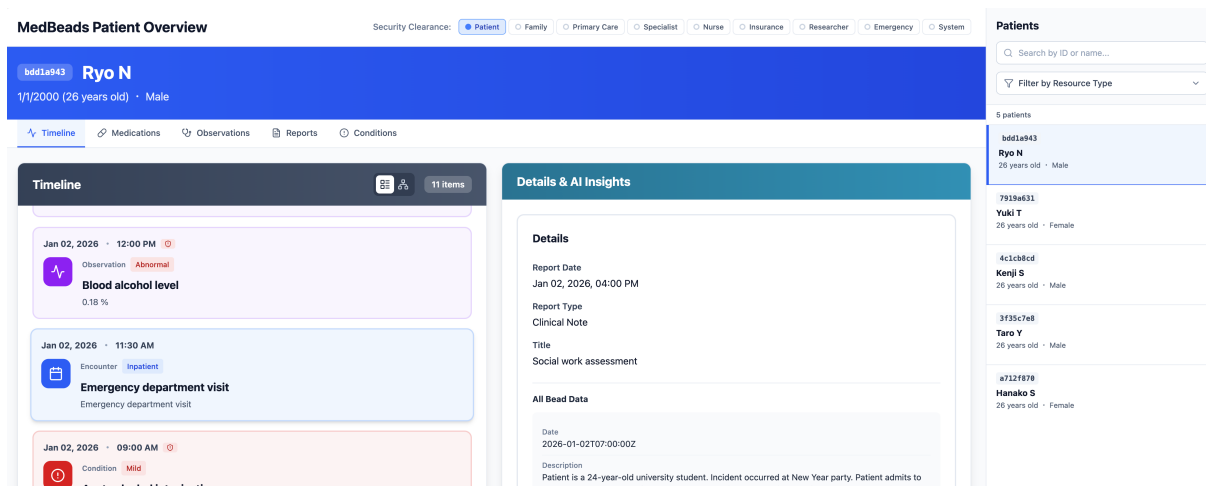 MedBeads Patient Overview
Security Clearance: Patient Family Primary Care Specialist Nurse Insurance Researcher Emergency System
bdd1a943 Ryo N
1/1/2000 (26 years old) • Male
Timeline Medications Observations Reports Conditions
Timeline
11 items
Jan 02, 2026 • 12:00 PM
Observation Abnormal
Blood alcohol level
0.18 %
Jan 02, 2026 • 11:30 AM
Encounter Inpatient
Emergency department visit
Emergency department visit
Jan 02, 2026 • 09:00 AM
Condition Mild
Details & AI Insights
Details
Report Date
Jan 02, 2026, 04:00 PM
Report Type
Clinical Note
Title
Social work assessment
All Bead Data
Date
2026-01-02T07:00:00Z
Description
Patient is a 24-year-old university student. Incident occurred at New Year party. Patient admits to
Patients
Search by ID or name...
Filter by Resource Type
5 patients
bdd1a943
Ryo N
26 years old • Male
7919a631
Yuki T
26 years old • Female
4c1cb8cd
Kenji S
26 years old • Male
3f35c7e8
Taro Y
26 years old • Male
a712f870
Hanako S
26 years old • Female